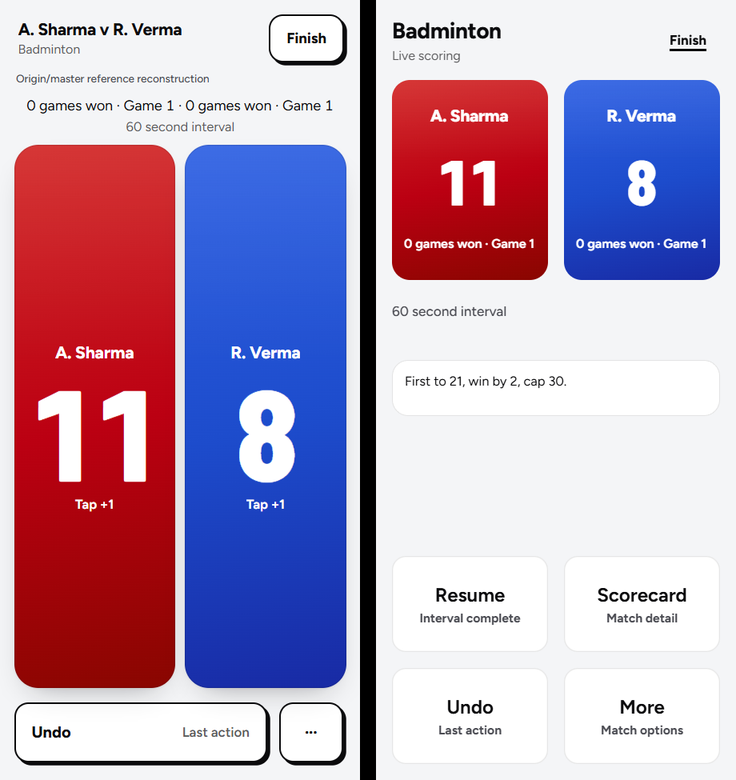 A. Sharma v R. Verma
Badminton
Finish
Origin/master reference reconstruction
0 games won · Game 1 · 0 games won · Game 1
60 second interval
A. Sharma
11
Tap +1
R. Verma
8
Tap +1
Undo
Last action
···
Badminton
Live scoring
Finish
A. Sharma
11
0 games won · Game 1
R. Verma
8
0 games won · Game 1
60 second interval
First to 21, win by 2, cap 30.
Resume
Interval complete
Scorecard
Match detail
Undo
Last action
More
Match options